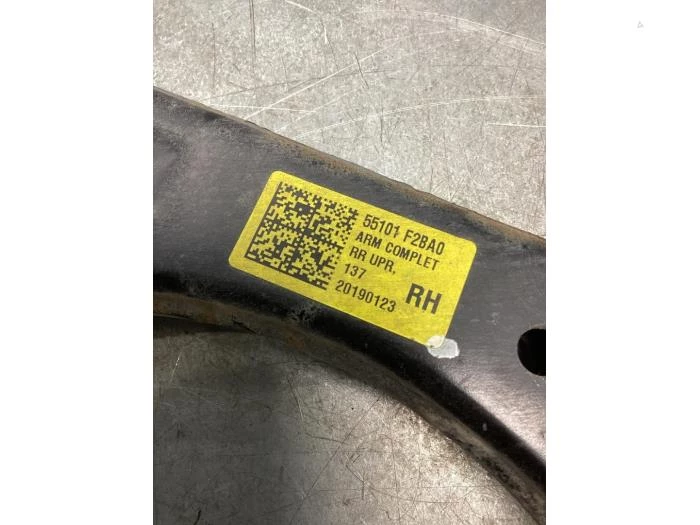 55101 F2BA0
ARM COMPLET
RR UPR,
137
20190123
RH